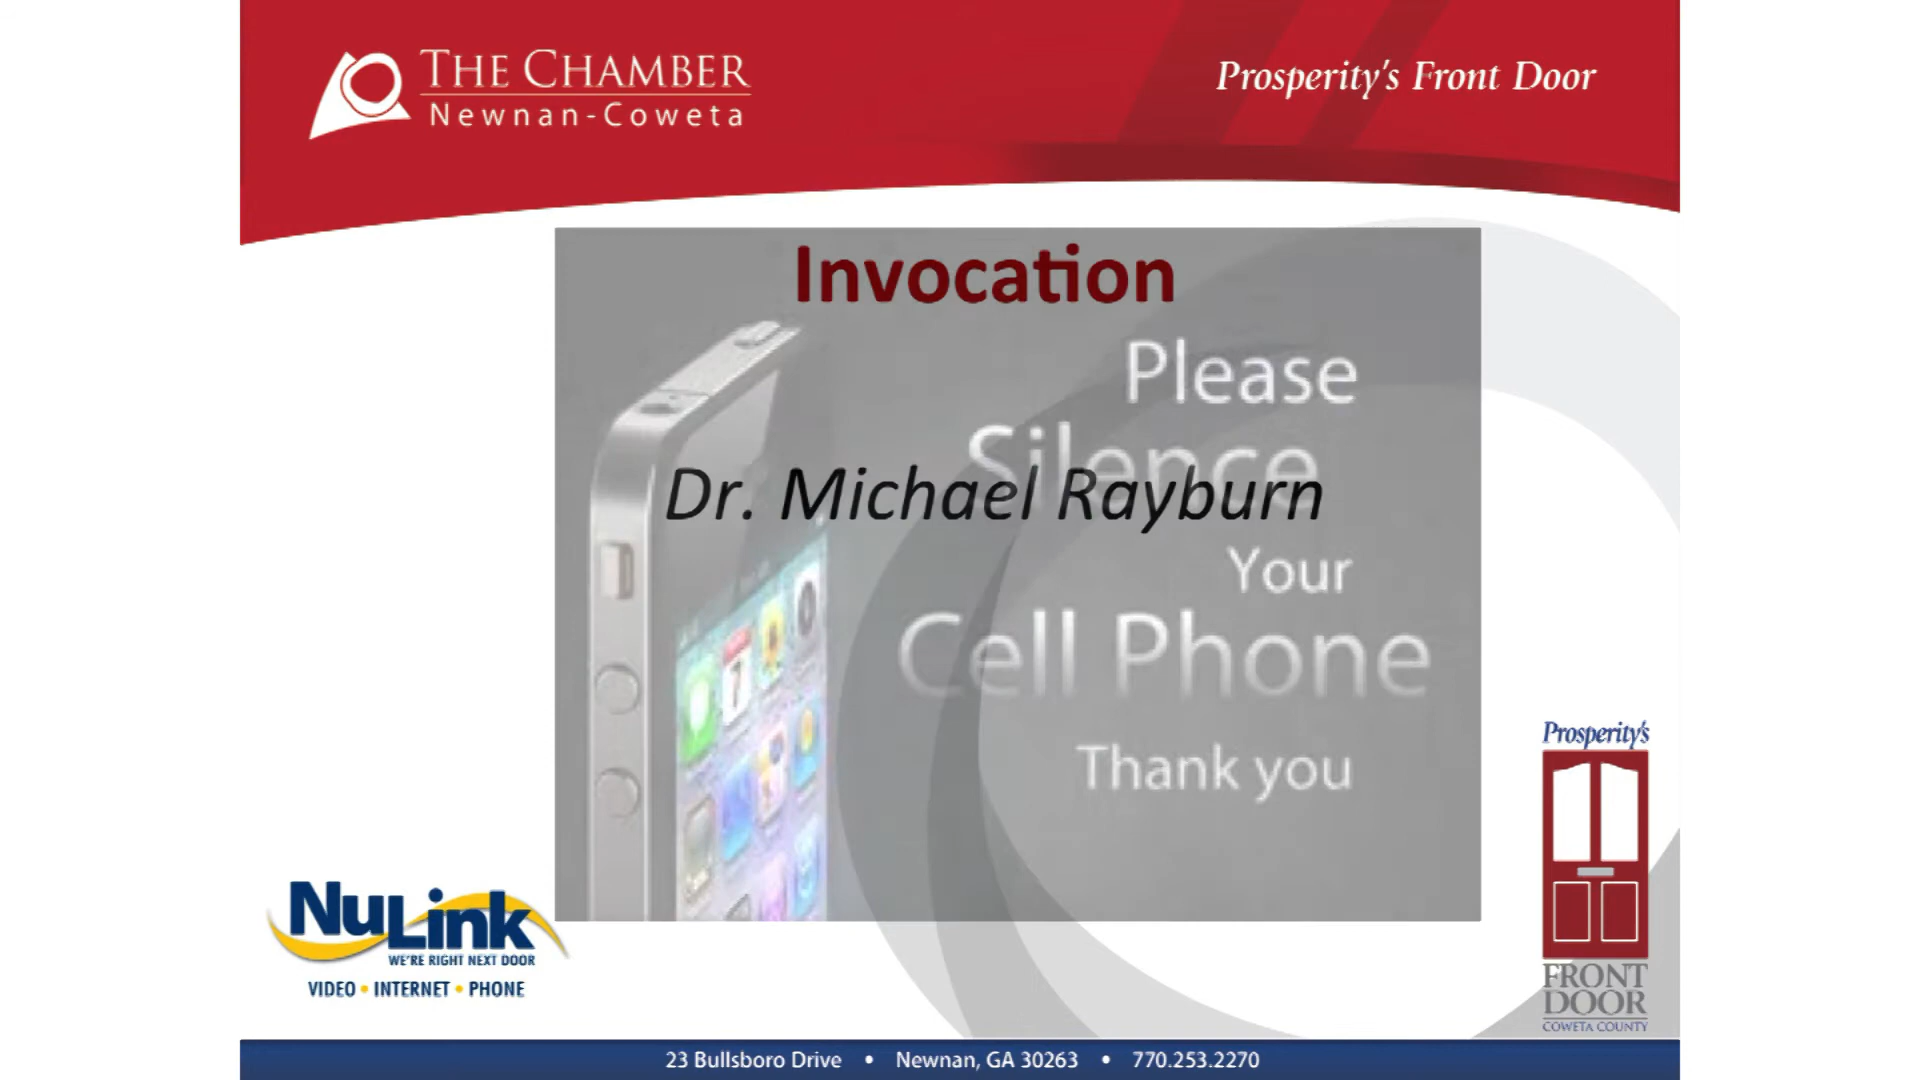 THE CHAMBER
Newnan-Coweta
Prosperity's Front Door
Invocation
Please
Silence
Dr. Michael Rayburn
Your
Cell Phone
Thank you
7
Prosperity's
FRONT
DOOR
COWETA COUNTY
NuLink
WE'RE RIGHT NEXT DOOR
VIDEO • INTERNET • PHONE
23 Bullsboro Drive • Newnan, GA 30263 • 770.253.2270